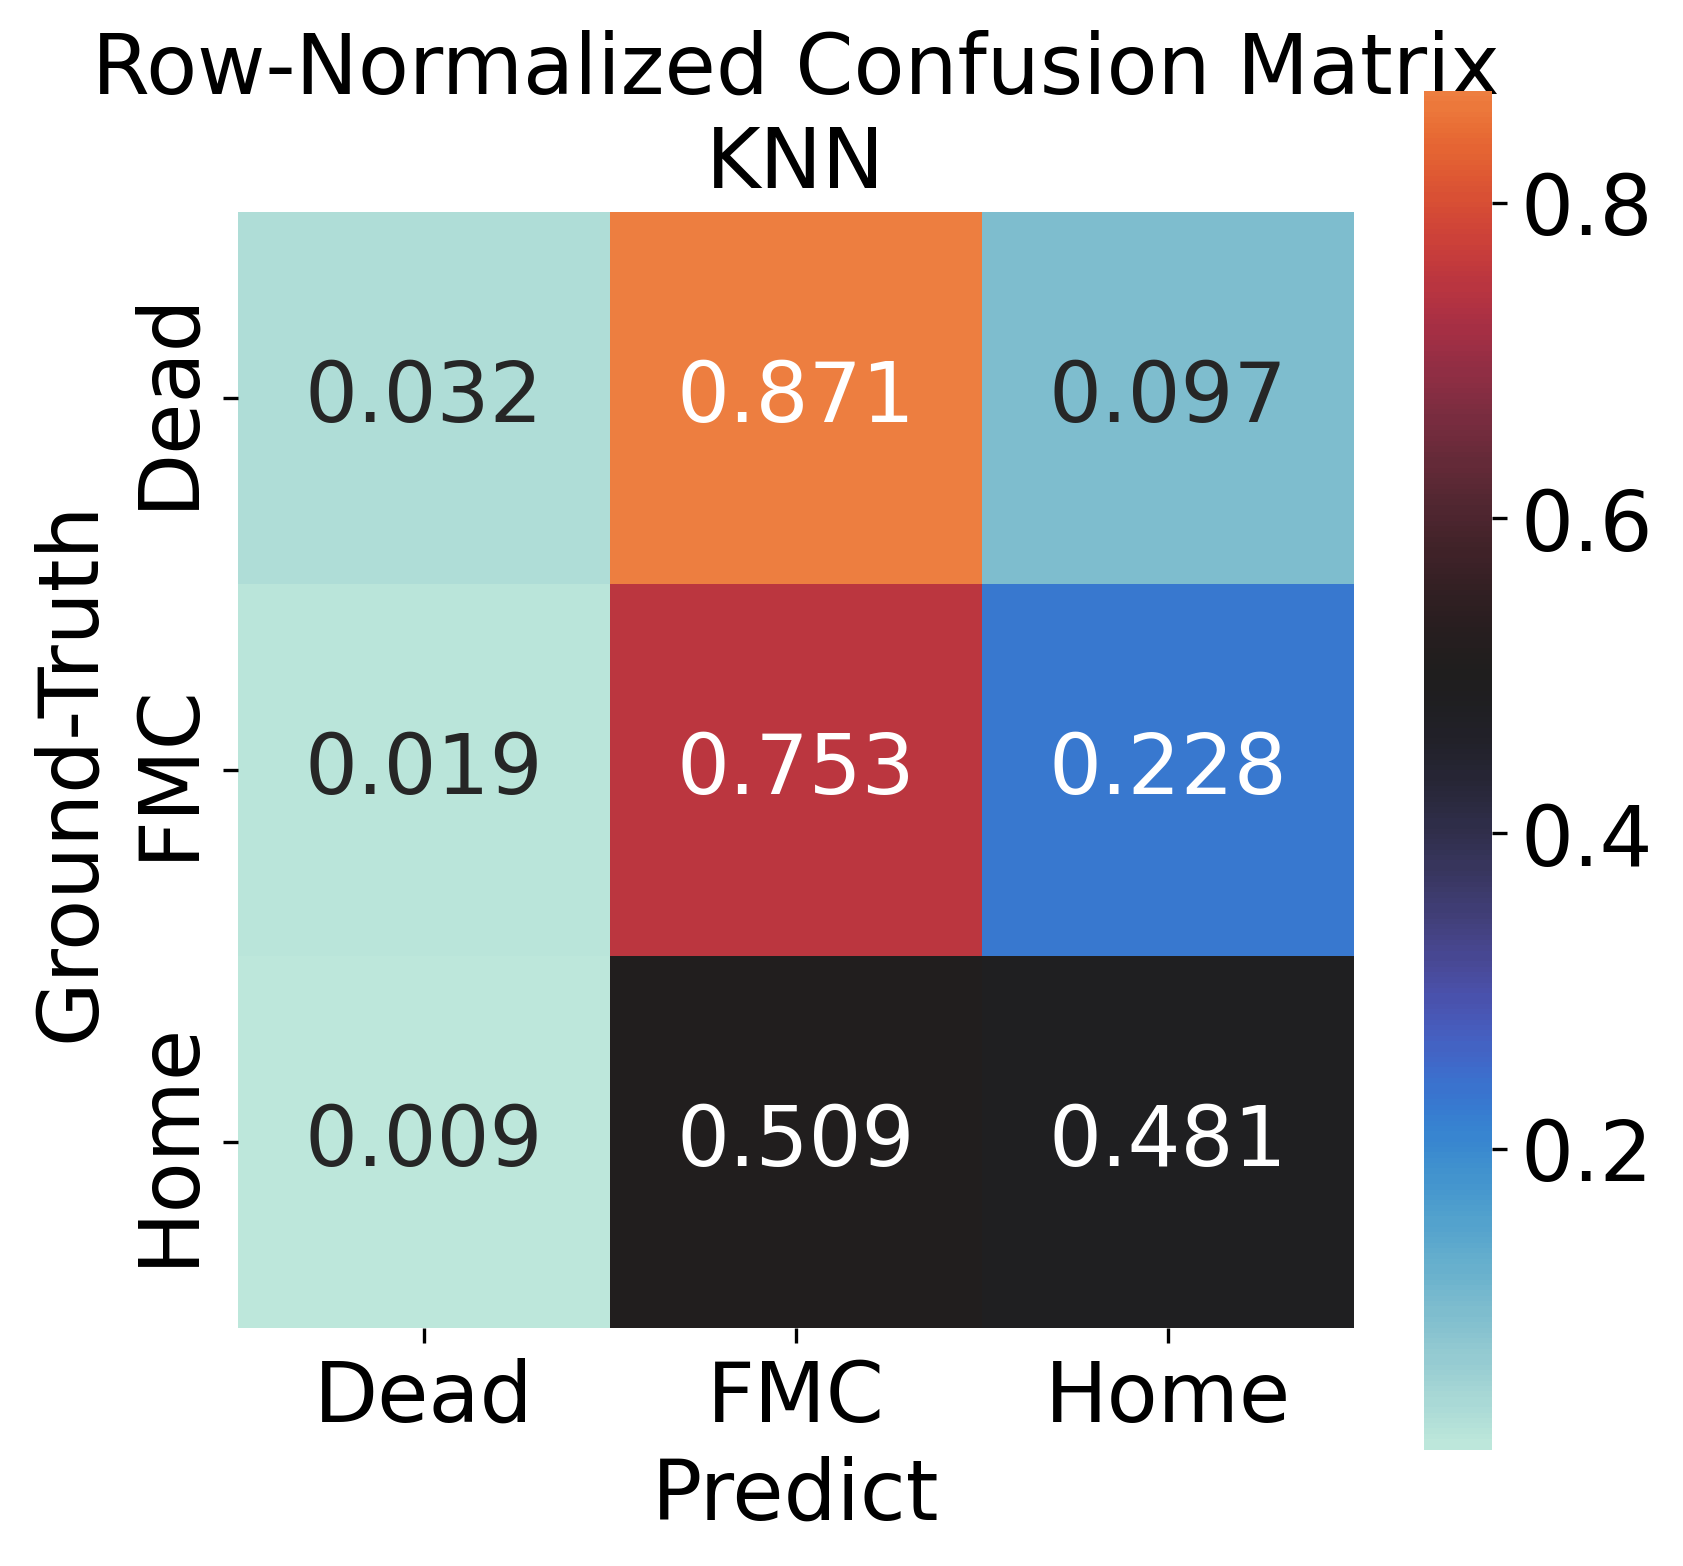 Row-Normalized Confusion Matrix
KNN
Ground-Truth
Dead
0.032 0.871 0.097
FMC
0.019 0.753 0.228
Home
0.009 0.509 0.481
Dead FMC Home
Predict
0.8
0.6
0.4
0.2